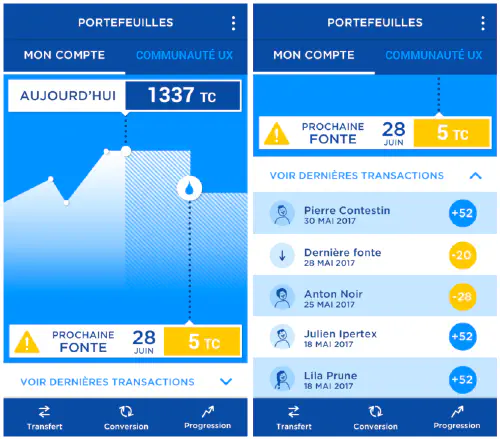 PORTEFEUILLES
MON COMPTE COMMUNAUTÉ UX
AUJOURD'HUI 1337 TC
PROCHAINE FONTE 28 JUIN 5 TC
VOIR DERNIÈRES TRANSACTIONS
Transfert Conversion Progression
PORTEFEUILLES
MON COMPTE COMMUNAUTÉ UX
PROCHAINE FONTE 28 JUIN 5 TC
VOIR DERNIÈRES TRANSACTIONS
Pierre Contestin +52
30 MAI 2017
Dernière fonte -20
28 MAI 2017
Anton Noir -28
25 MAI 2017
Julien Ipertex +52
18 MAI 2017
Lila Prune +52
18 MAI 2017
Transfert Conversion Progression